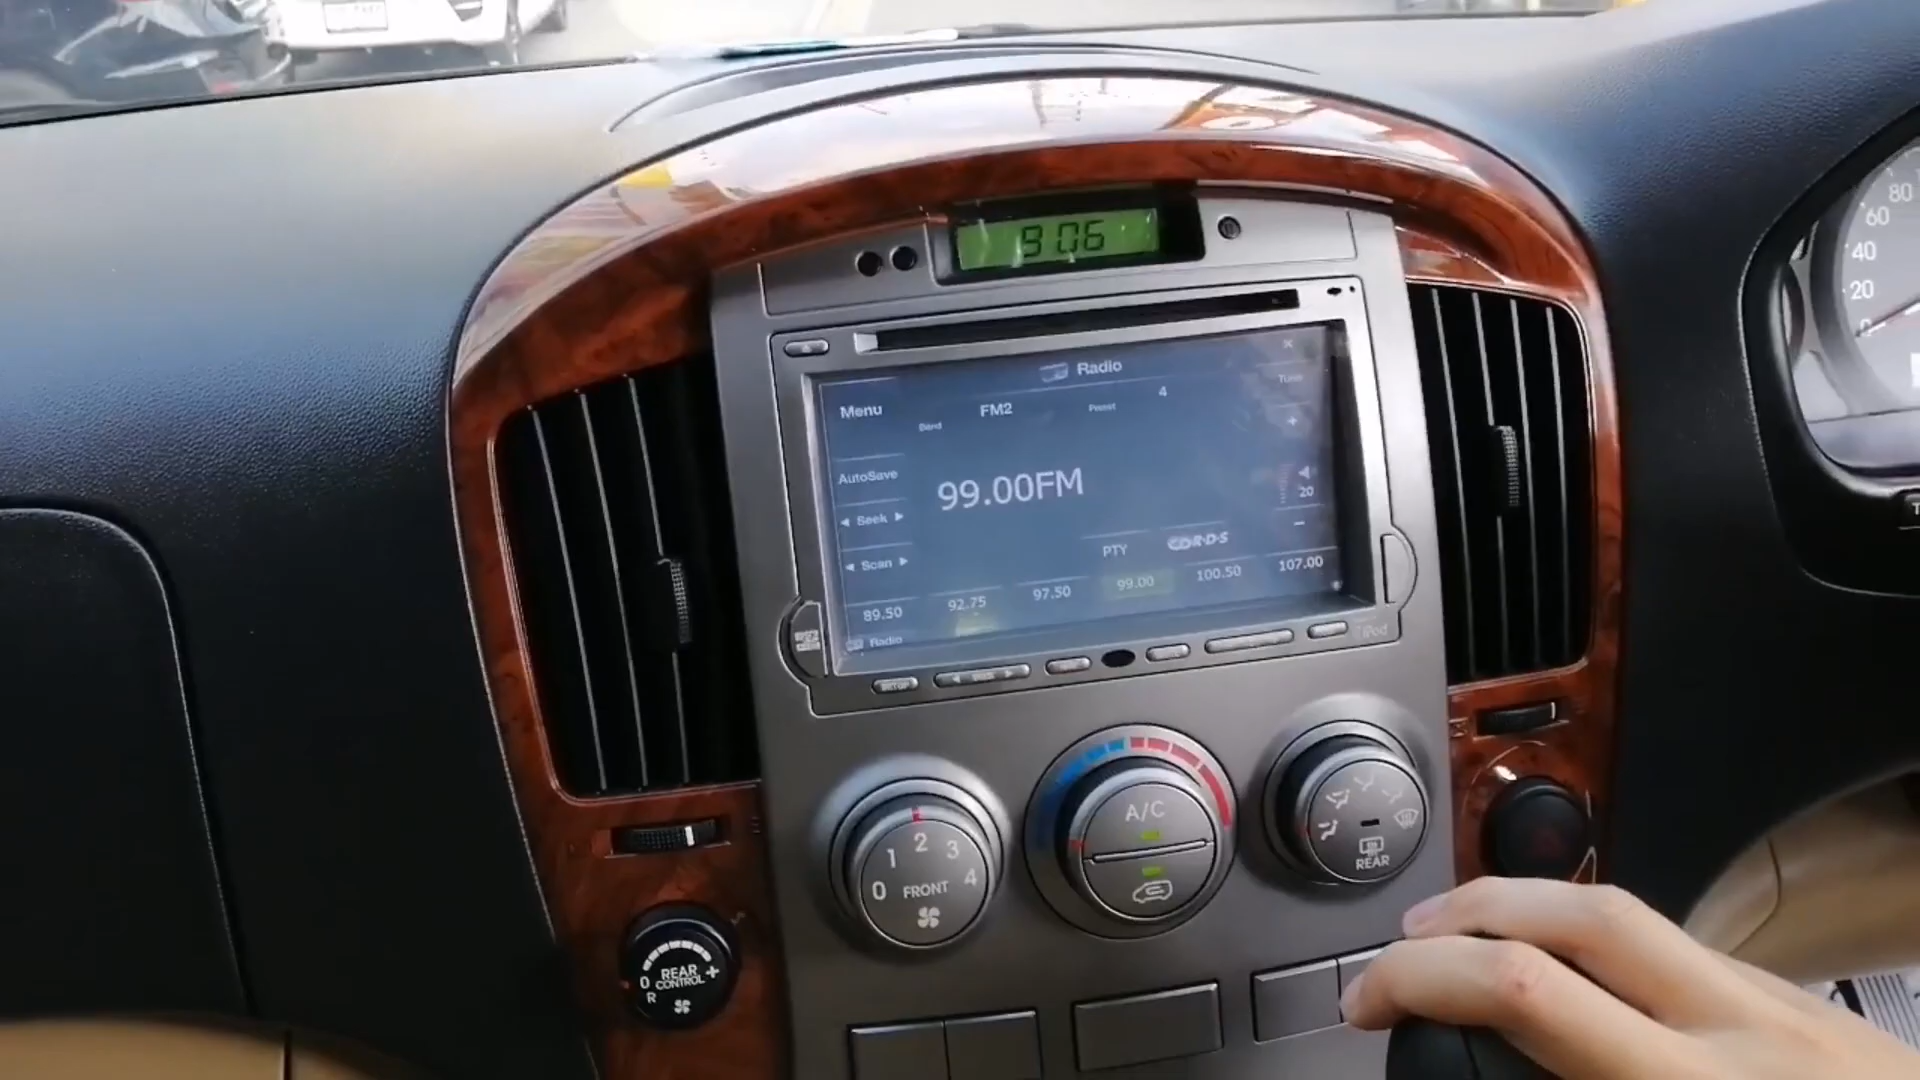 9:06
Radio
Menu
Band
FM2
Preset
4
Tune
+
AutoSave
99.00FM
20
◄ Seek ►
−
PTY
R·D·S
◄ Scan ►
89.50
92.75
97.50
99.00
100.50
107.00
Radio
SETUP
iPod
A/C
0 1 2 3 4
FRONT
REAR
0 REAR +
CONTROL
R
80
60
40
20
0